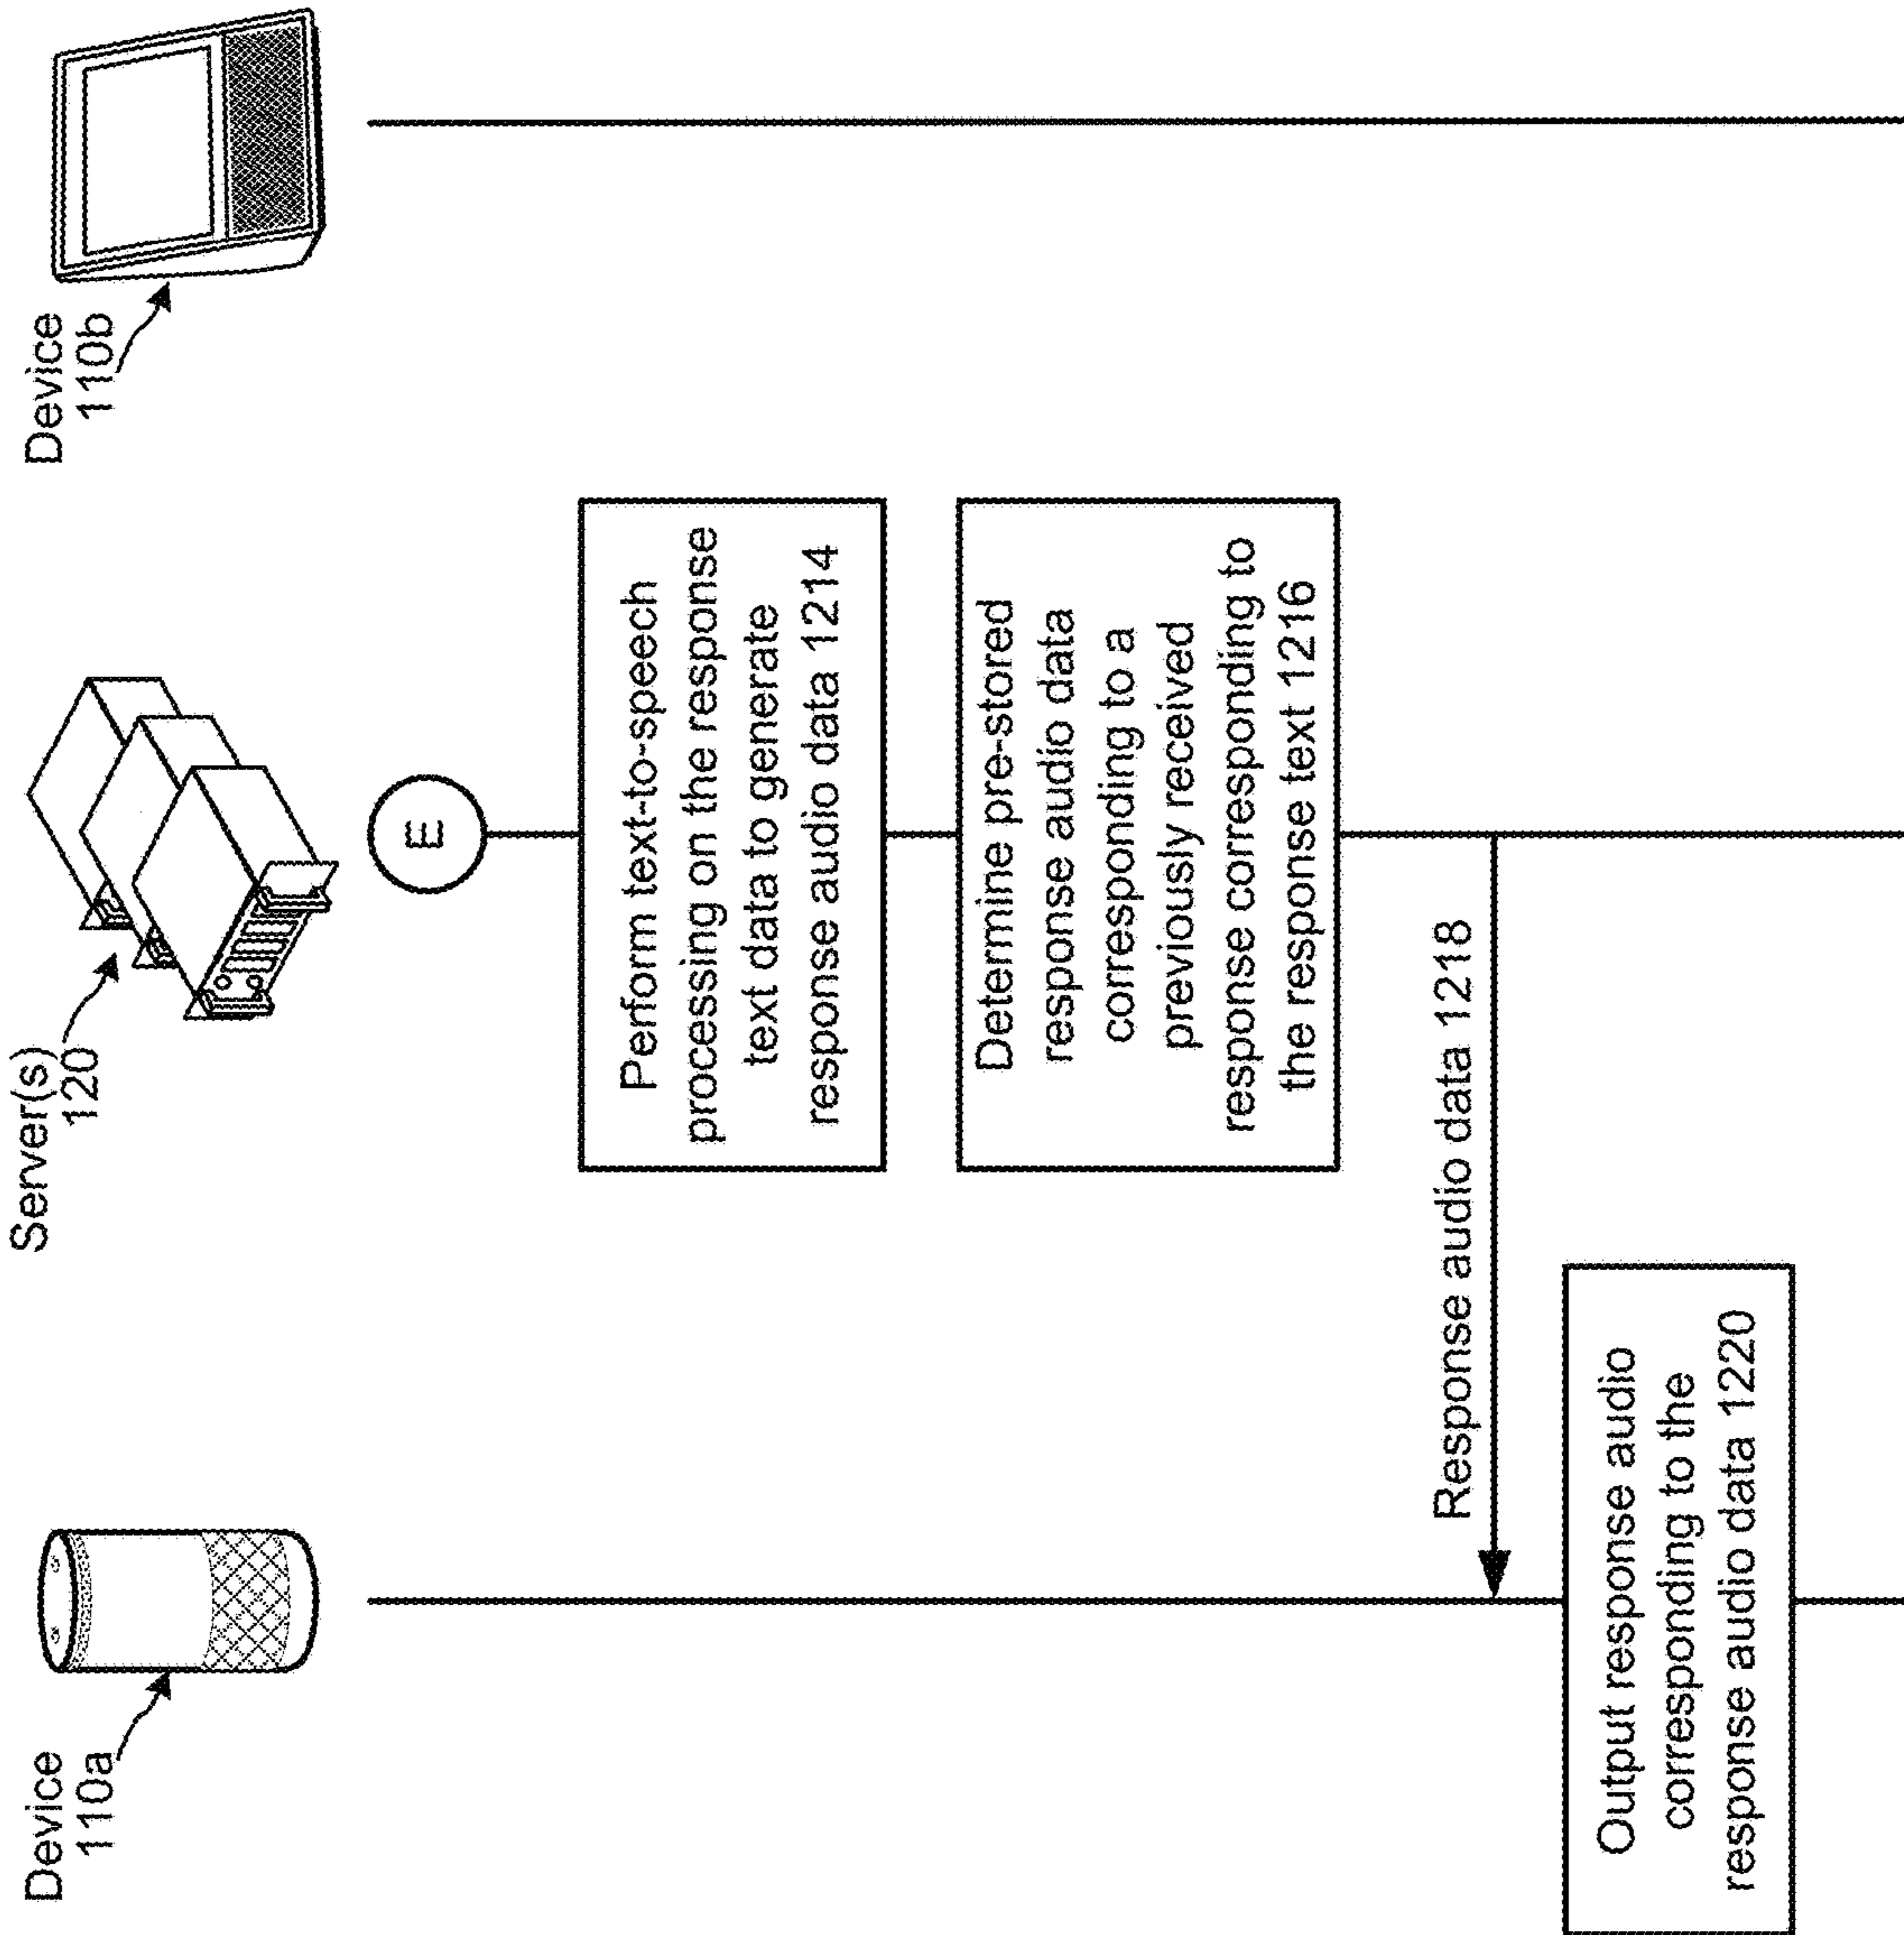 Device
110a
Server(s)
120
Device
110b
E
Perform text-to-speech
processing on the response
text data to generate
response audio data 1214
Determine pre-stored
response audio data
corresponding to a
previously received
response corresponding to
the response text 1216
Response audio data 1218
Output response audio
corresponding to the
response audio data 1220